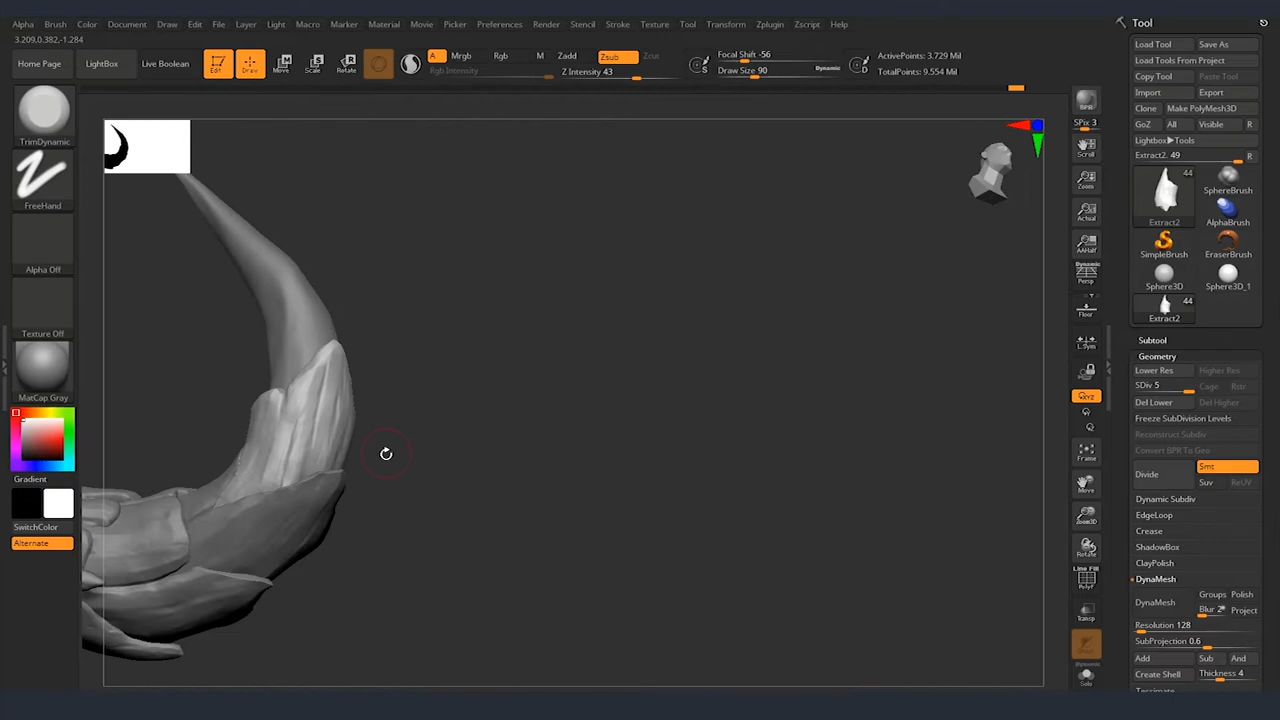 Alpha Brush Color Document Draw Edit File Layer Light Macro Marker Material Movie Picker Preferences Render Stencil Stroke Texture Tool Transform Zplugin Zscript Help
3.209,0.382,-1.284
Home Page LightBox Live Boolean Edit Draw Move Scale Rotate A Mrgb Rgb M Zadd Zsub Zcut
Rgb Intensity Z Intensity 43
Focal Shift -56
Draw Size 90 Dynamic
S D
ActivePoints: 3.729 Mil
TotalPoints: 9.554 Mil
TrimDynamic
FreeHand
Alpha Off
Texture Off
MatCap Gray
Gradient
SwitchColor
Alternate
BPR
SPix 3
Scroll
Zoom
Actual
AAHalf
Dynamic
Persp
Floor
L.Sym
Qxyz
Frame
Move
Zoom3D
Rotate
Line Fill
PolyF
Transp
Dynamic
Solo
Tool
Load Tool Save As
Load Tools From Project
Copy Tool Paste Tool
Import Export
Clone Make PolyMesh3D
GoZ All Visible R
Lightbox▶Tools
Extract2. 49 R
44
Extract2 SphereBrush
AlphaBrush
SimpleBrush EraserBrush
Sphere3D Sphere3D_1
44
Extract2
Subtool
Geometry
Lower Res Higher Res
SDiv 5 Cage Rstr
Del Lower Del Higher
Freeze SubDivision Levels
Reconstruct Subdiv
Convert BPR To Geo
Divide Smt
Suv ReUV
Dynamic Subdiv
EdgeLoop
Crease
ShadowBox
ClayPolish
DynaMesh
DynaMesh Groups Polish
Blur 2 Project
Resolution 128
SubProjection 0.6
Add Sub And
Create Shell Thickness 4
Tessimate